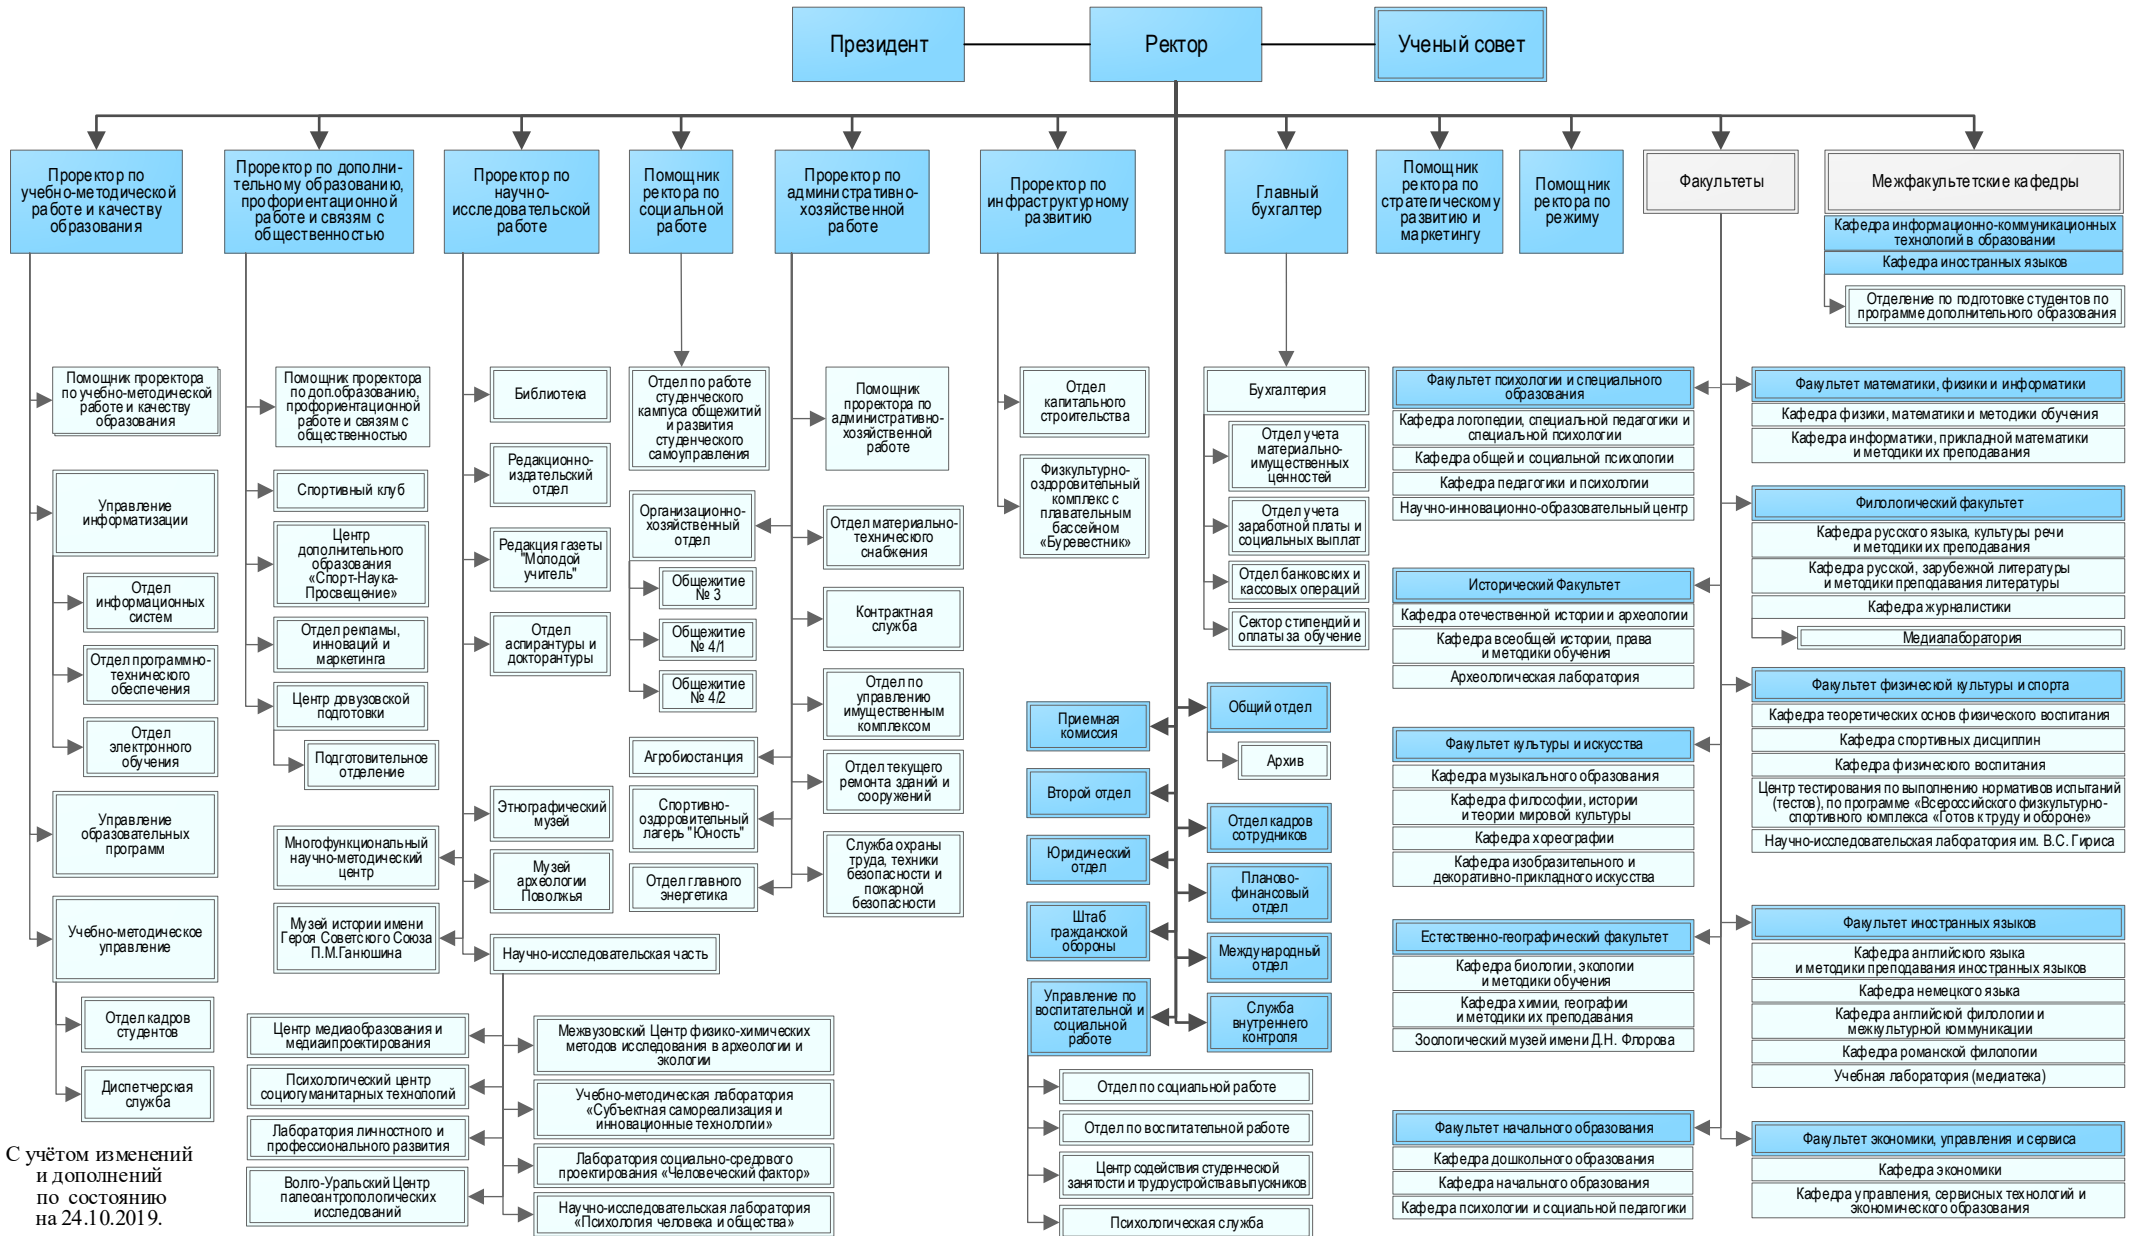 Президент
Ректор
Ученый совет
Проректор по
учебно-методической
работе и качеству
образования
Проректор по дополни-
тельному образованию,
профориентационной
работе и связям с
общественностью
Проректор по
научно-
исследовательской
работе
Помощник
ректора по
социальной
работе
Проректор по
административно-
хозяйственной
работе
Проректор по
инфраструктурному
развитию
Главный
бухгалтер
Помощник
ректора по
стратегическому
развитию и
маркетингу
Помощник
ректора по
режиму
Факультеты
Межфакультетские кафедры
Кафедра информационно-коммуникационных
технологий в образовании
Кафедра иностранных языков
Отделение по подготовке студентов по
программе дополнительного образования
Помощник проректора
по учебно-методической
работе и качеству
образования
Управление
информатизации
Отдел
информационных
систем
Отдел программно-
технического
обеспечения
Отдел
электронного
обучения
Управление
образовательных
программ
Учебно-методическое
управление
Отдел кадров
студентов
Диспетчерская
служба
Помощник проректора
по доп.образованию,
профориентационной
работе и связям с
общественностью
Спортивный клуб
Центр
дополнительного
образования
«Спорт-Наука-
Просвещение»
Отдел рекламы,
инноваций и
маркетинга
Центр довузовской
подготовки
Подготовительное
отделение
Библиотека
Редакционно-
издательский
отдел
Редакция газеты
"Молодой
учитель"
Отдел
аспирантуры и
докторантуры
Этнографический
музей
Многофункциональный
научно-методический
центр
Музей
археологии
Поволжья
Музей истории имени
Героя Советского Союза
П.М.Ганюшина
Научно-исследовательская часть
Центр медиаобразования и
медиаипроектирования
Психологический центр
социогуманитарных технологий
Лаборатория личностного и
профессионального развития
Волго-Уральский Центр
палеоантропологических
исследований
Межвузовский Центр физико-химических
методов исследования в археологии и
экологии
Учебно-методическая лаборатория
«Субъектная самореализация и
инновационные технологии»
Лаборатория социально-средового
проектирования «Человеческий фактор»
Научно-исследовательская лаборатория
«Психология человека и общества»
Отдел по работе
студенческого
кампуса общежитий
и развития
студенческого
самоуправления
Организационно-
хозяйственный
отдел
Общежитие
№ 3
Общежитие
№ 4/1
Общежитие
№ 4/2
Агробиостанция
Спортивно-
оздоровительный
лагерь "Юность"
Отдел главного
энергетика
Помощник
проректора по
административно-
хозяйственной
работе
Отдел материально-
технического
снабжения
Контрактная
служба
Отдел по
управлению
имущественным
комплексом
Отдел текущего
ремонта зданий и
сооружений
Служба охраны
труда, техники
безопасности и
пожарной
безопасности
Отдел
капитального
строительства
Физкультурно-
оздоровительный
комплекс с
плавательным
бассейном
«Буревестник»
Бухгалтерия
Отдел учета
материально-
имущественных
ценностей
Отдел учета
заработной платы и
социальных выплат
Отдел банковских и
кассовых операций
Сектор стипендий и
оплаты за обучение
Приемная
комиссия
Второй отдел
Юридический
отдел
Штаб
гражданской
обороны
Управление по
воспитательной и
социальной
работе
Общий отдел
Архив
Отдел кадров
сотрудников
Планово-
финансовый
отдел
Международный
отдел
Служба
внутреннего
контроля
Отдел по социальной работе
Отдел по воспитательной работе
Центр содействия студенческой
занятости и трудоустройства выпускников
Психологическая служба
Факультет психологии и специального
образования
Кафедра логопедии, специальной педагогики и
специальной психологии
Кафедра общей и социальной психологии
Кафедра педагогики и психологии
Научно-инновационно-образовательный центр
Исторический Факультет
Кафедра отечественной истории и археологии
Кафедра всеобщей истории, права
и методики обучения
Археологическая лаборатория
Факультет культуры и искусства
Кафедра музыкального образования
Кафедра философии, истории
и теории мировой культуры
Кафедра хореографии
Кафедра изобразительного и
декоративно-прикладного искусства
Естественно-географический факультет
Кафедра биологии, экологии
и методики обучения
Кафедра химии, географии
и методики их преподавания
Зоологический музей имени Д.Н. Флорова
Факультет начального образования
Кафедра дошкольного образования
Кафедра начального образования
Кафедра психологии и социальной педагогики
Факультет математики, физики и информатики
Кафедра физики, математики и методики обучения
Кафедра информатики, прикладной математики
и методики их преподавания
Филологический факультет
Кафедра русского языка, культуры речи
и методики их преподавания
Кафедра русской, зарубежной литературы
и методики преподавания литературы
Кафедра журналистики
Медиалаборатория
Факультет физической культуры и спорта
Кафедра теоретических основ физического воспитания
Кафедра спортивных дисциплин
Кафедра физического воспитания
Центр тестирования по выполнению нормативов испытаний
(тестов), по программе «Всероссийского физкультурно-
спортивного комплекса «Готов к труду и обороне»
Научно-исследовательская лаборатория им. В.С. Гириса
Факультет иностранных языков
Кафедра английского языка
и методики преподавания иностранных языков
Кафедра немецкого языка
Кафедра английской филологии и
межкультурной коммуникации
Кафедра романской филологии
Учебная лаборатория (медиатека)
Факультет экономики, управления и сервиса
Кафедра экономики
Кафедра управления, сервисных технологий и
экономического образования
С учётом изменений
и дополнений
по состоянию
на 24.10.2019.